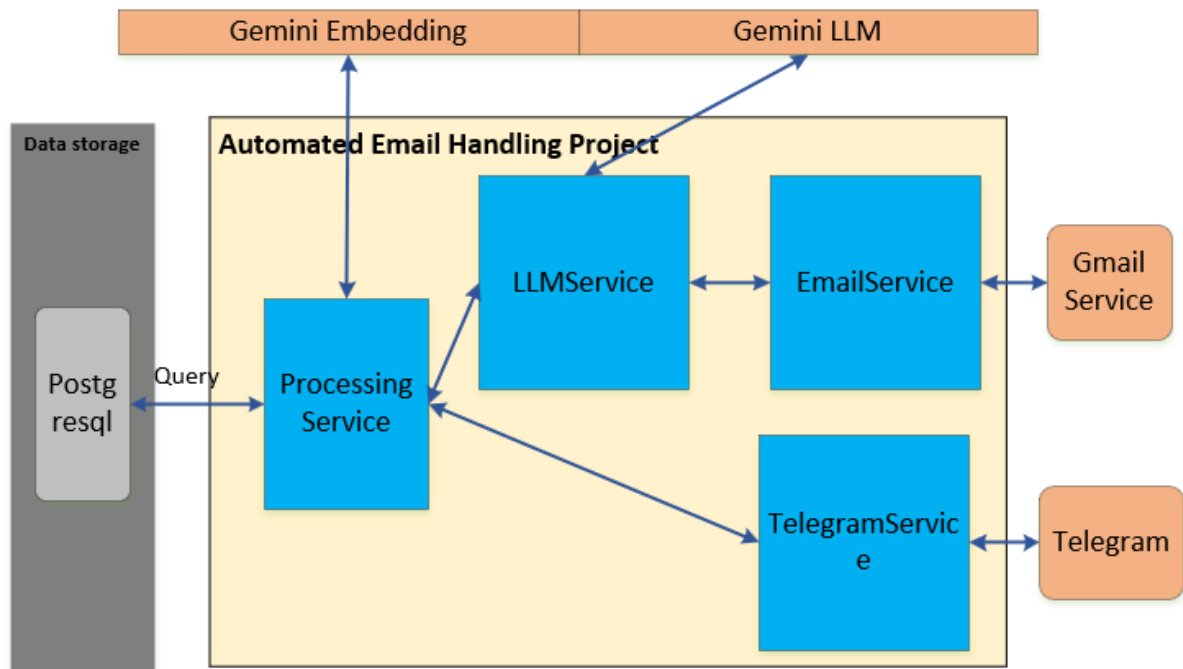 Gemini Embedding
Gemini LLM
Data storage
Automated Email Handling Project
LLMService
EmailService
Gmail
Service
Postg
resql
Query
Processing
Service
TelegramServic
e
Telegram